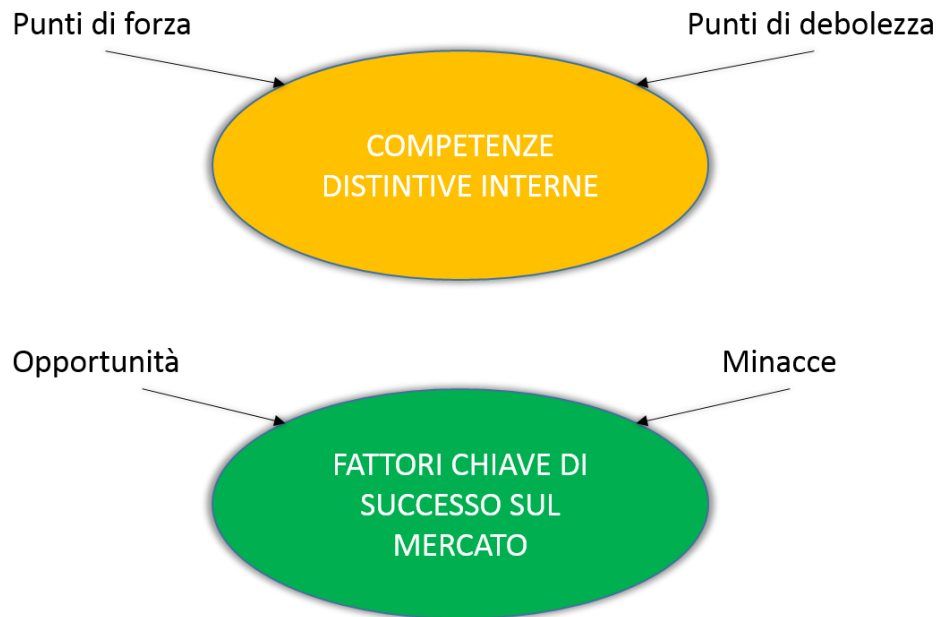 Punti di forza
Punti di debolezza
COMPETENZE
DISTINTIVE INTERNE
Opportunità
Minacce
FATTORI CHIAVE DI
SUCCESSO SUL
MERCATO